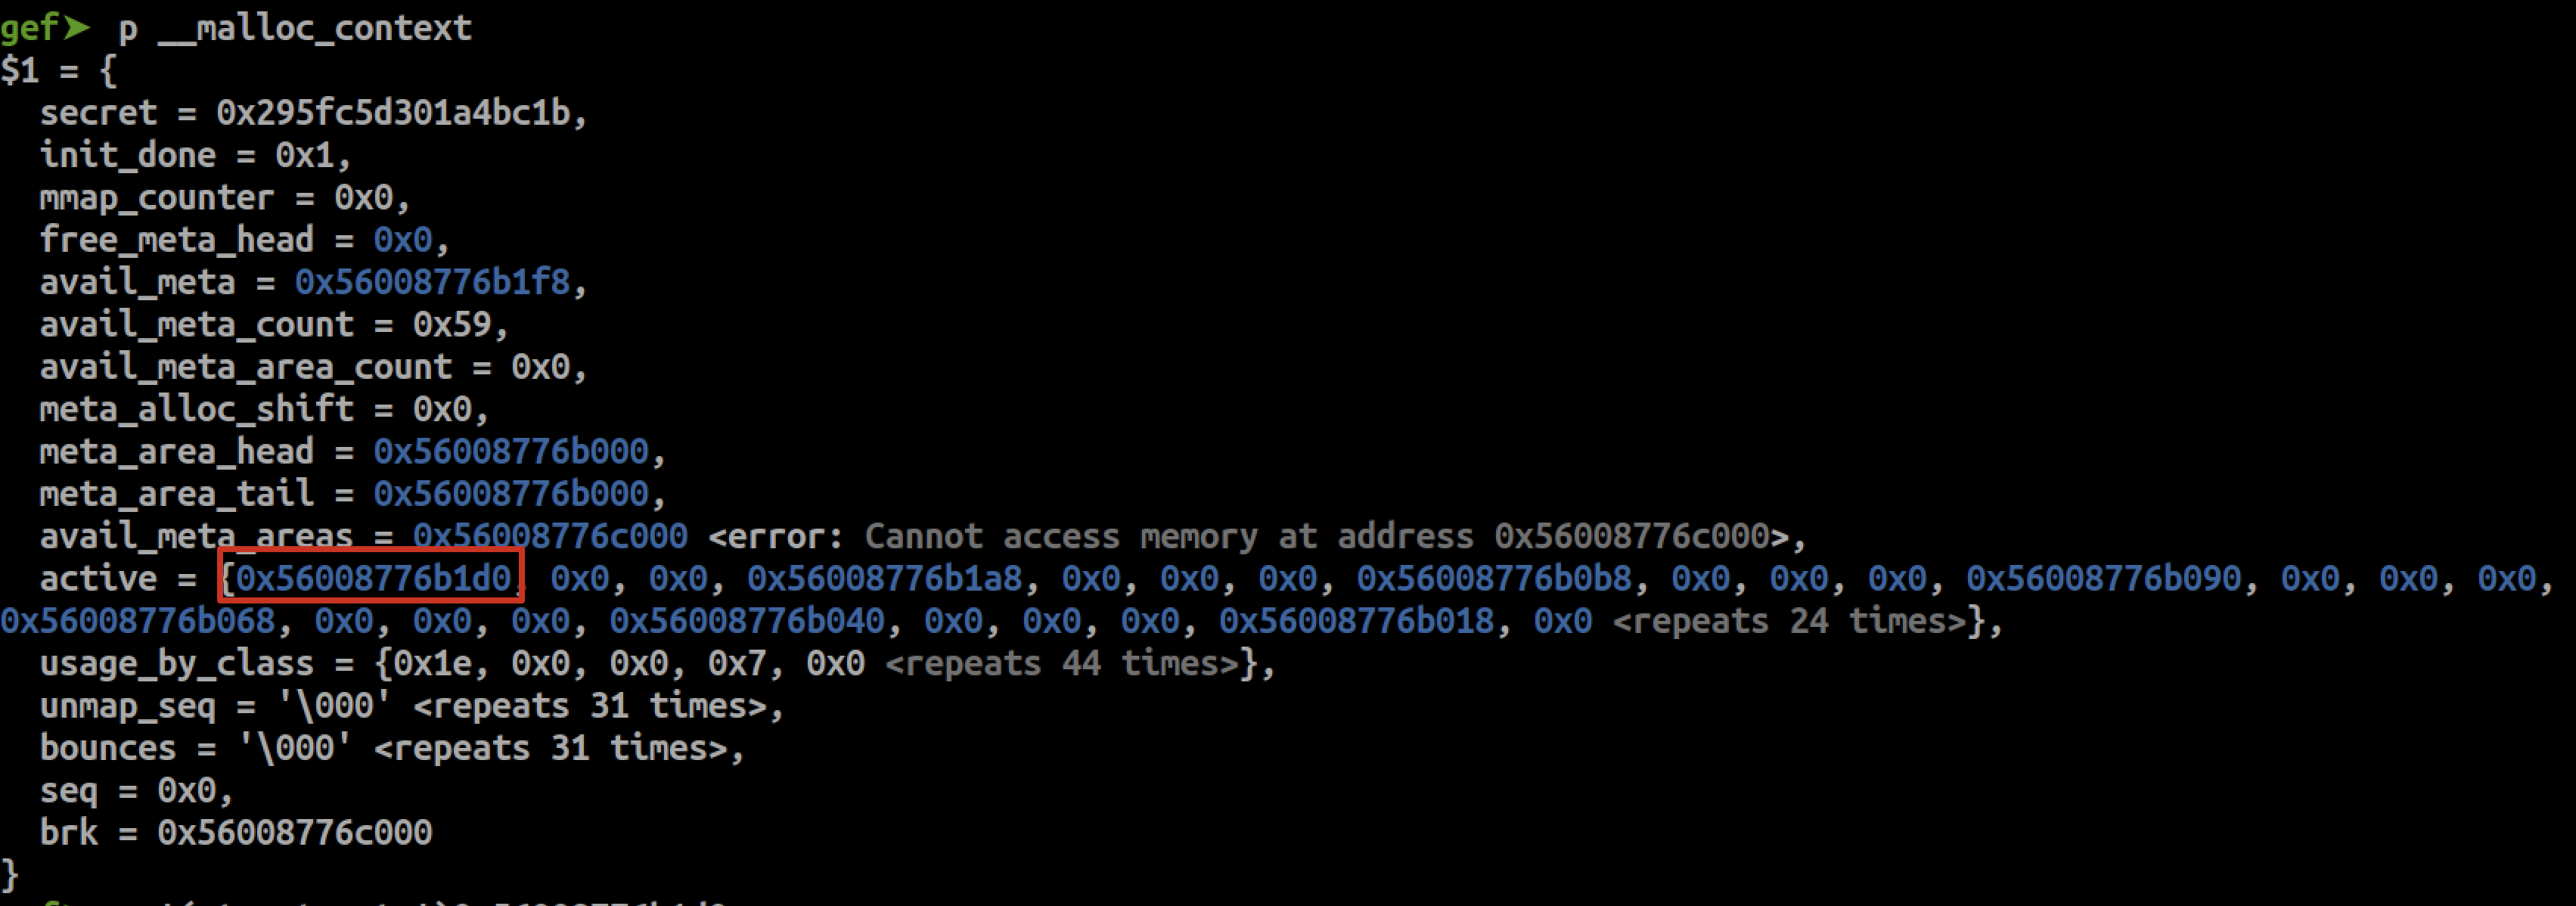 gef➤  p __malloc_context
$1 = {
  secret = 0x295fc5d301a4bc1b,
  init_done = 0x1,
  mmap_counter = 0x0,
  free_meta_head = 0x0,
  avail_meta = 0x56008776b1f8,
  avail_meta_count = 0x59,
  avail_meta_area_count = 0x0,
  meta_alloc_shift = 0x0,
  meta_area_head = 0x56008776b000,
  meta_area_tail = 0x56008776b000,
  avail_meta_areas = 0x56008776c000 <error: Cannot access memory at address 0x56008776c000>,
  active = {0x56008776b1d0, 0x0, 0x0, 0x56008776b1a8, 0x0, 0x0, 0x0, 0x56008776b0b8, 0x0, 0x0, 0x0, 0x56008776b090, 0x0, 0x0, 0x0,
0x56008776b068, 0x0, 0x0, 0x0, 0x56008776b040, 0x0, 0x0, 0x0, 0x56008776b018, 0x0 <repeats 24 times>},
  usage_by_class = {0x1e, 0x0, 0x0, 0x7, 0x0 <repeats 44 times>},
  unmap_seq = '\000' <repeats 31 times>,
  bounces = '\000' <repeats 31 times>,
  seq = 0x0,
  brk = 0x56008776c000
}